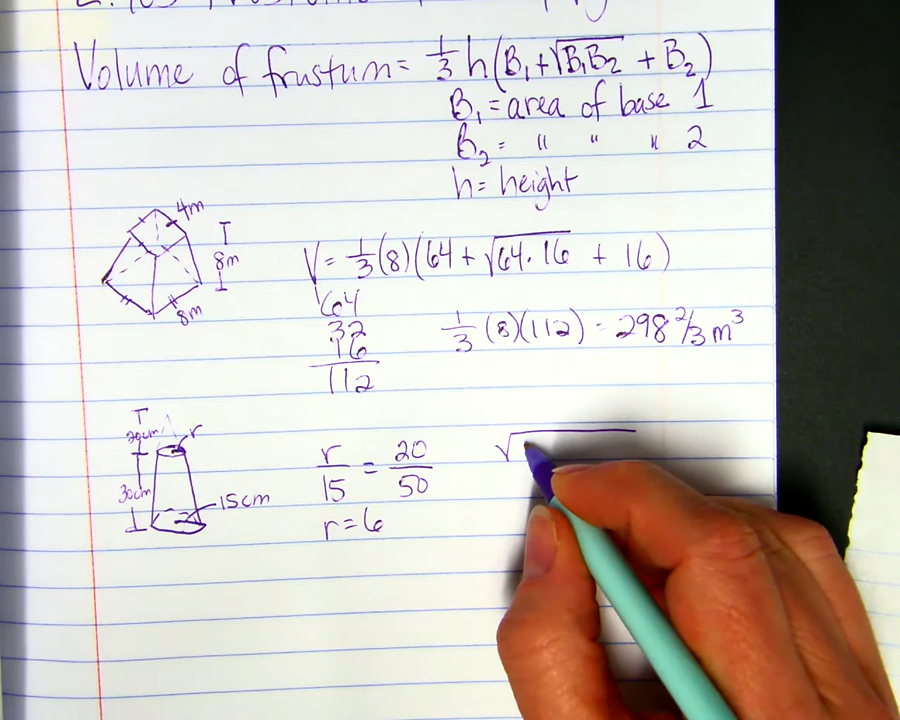 Volume of frustum = 1/3 h(B₁ + √B₁B₂ + B₂)
B₁ = area of base 1
B₂ = " " " 2
h = height
4m
8m
8m
V = 1/3 (8)(64 + √64·16 + 16)
64
32
16
112
1/3 (8)(112) = 298 2/3 m³
20cm
r
30cm
15cm
r/15 = 20/50
r = 6
√